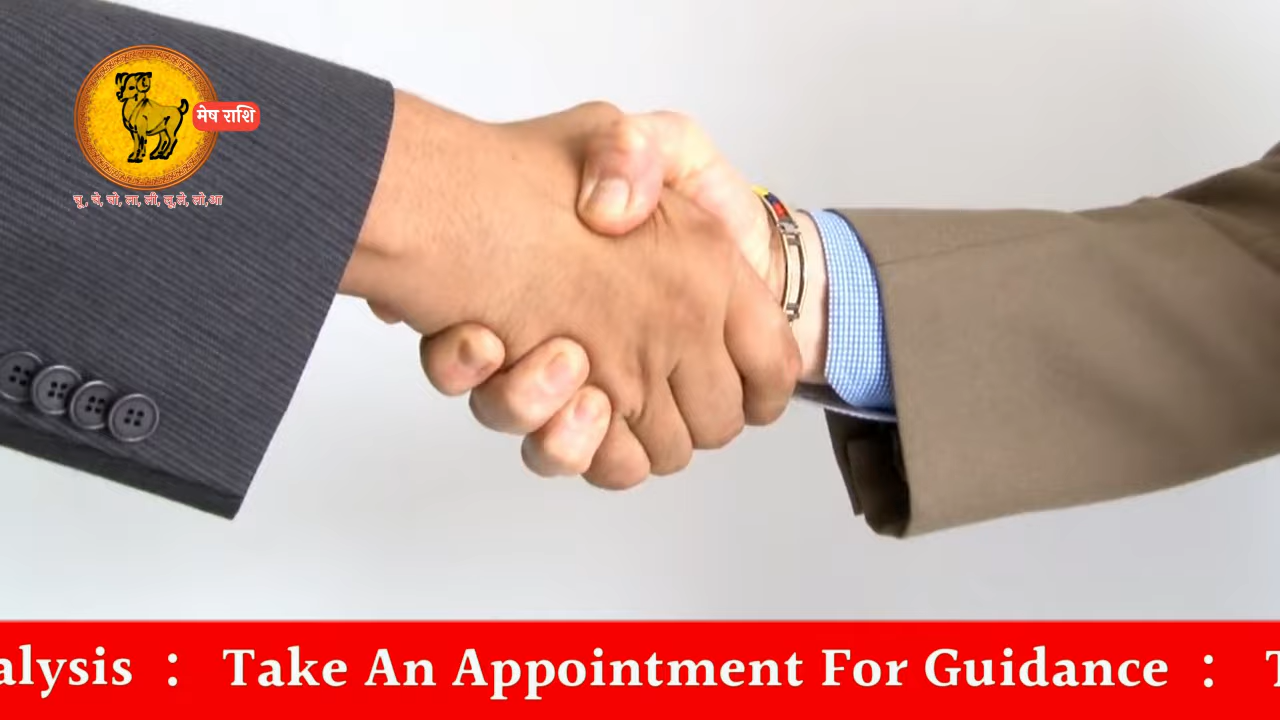 मेष राशि
चू, चे, चो, ला, ली, लू,ले, लो,आ
alysis : Take An Appointment For Guidance : T